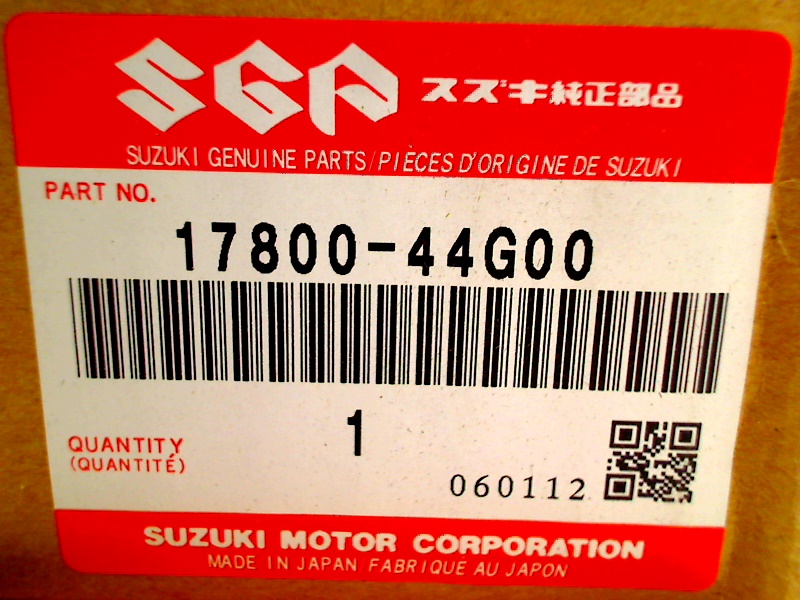 SGP スズキ純正部品
SUZUKI GENUINE PARTS/PIÈCES D'ORIGINE DE SUZUKI
PART NO.
17800-44G00
1
QUANTITY
(QUANTITÉ)
060112
SUZUKI MOTOR CORPORATION
MADE IN JAPAN FABRIQUE AU JAPON